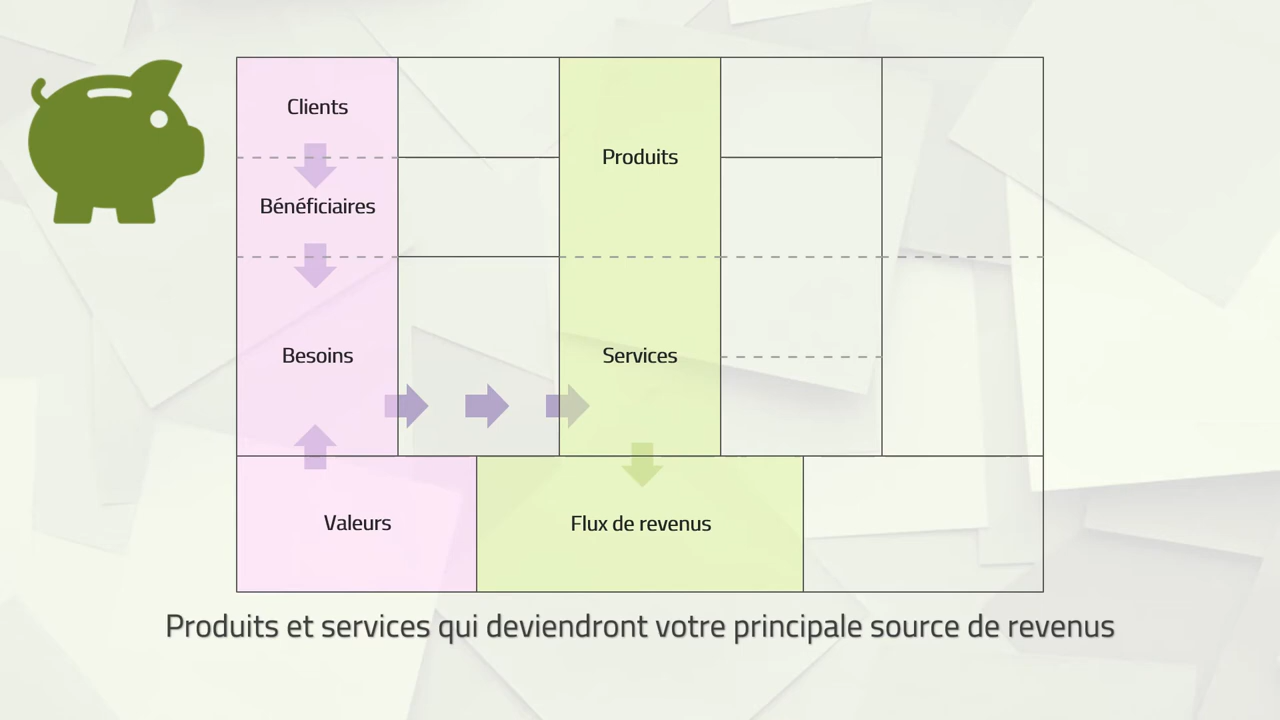 Clients
Produits
Bénéficiaires
Besoins
Services
Valeurs
Flux de revenus
Produits et services qui deviendront votre principale source de revenus